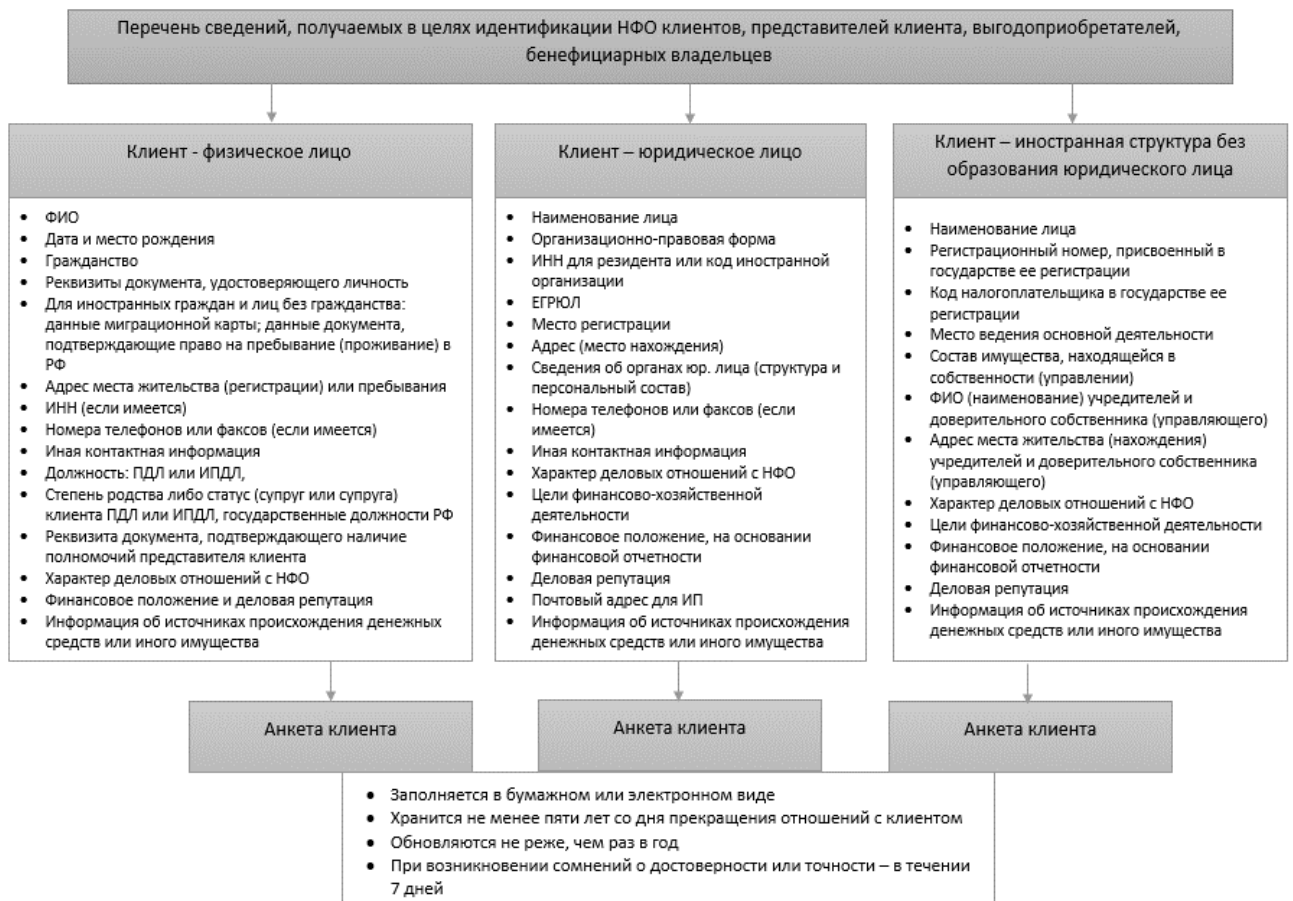 Перечень сведений, получаемых в целях идентификации НФО клиентов, представителей клиента, выгодоприобретателей,
бенефициарных владельцев
Клиент - физическое лицо
• ФИО
• Дата и место рождения
• Гражданство
• Реквизиты документа, удостоверяющего личность
• Для иностранных граждан и лиц без гражданства:
данные миграционной карты; данные документа,
подтверждающие право на пребывание (проживание) в
РФ
• Адрес места жительства (регистрации) или пребывания
• ИНН (если имеется)
• Номера телефонов или факсов (если имеется)
• Иная контактная информация
• Должность: ПДЛ или ИПДЛ,
• Степень родства либо статус (супруг или супруга)
клиента ПДЛ или ИПДЛ, государственные должности РФ
• Реквизита документа, подтверждающего наличие
полномочий представителя клиента
• Характер деловых отношений с НФО
• Финансовое положение и деловая репутация
• Информация об источниках происхождения денежных
средств или иного имущества
Клиент – юридическое лицо
• Наименование лица
• Организационно-правовая форма
• ИНН для резидента или код иностранной
организации
• ЕГРЮЛ
• Место регистрации
• Адрес (место нахождения)
• Сведения об органах юр. лица (структура и
персональный состав)
• Номера телефонов или факсов (если
имеется)
• Иная контактная информация
• Характер деловых отношений с НФО
• Цели финансово-хозяйственной
деятельности
• Финансовое положение, на основании
финансовой отчетности
• Деловая репутация
• Почтовый адрес для ИП
• Информация об источниках происхождения
денежных средств или иного имущества
Клиент – иностранная структура без
образования юридического лица
• Наименование лица
• Регистрационный номер, присвоенный в
государстве ее регистрации
• Код налогоплательщика в государстве ее
регистрации
• Место ведения основной деятельности
• Состав имущества, находящейся в
собственности (управлении)
• ФИО (наименование) учредителей и
доверительного собственника (управляющего)
• Адрес места жительства (нахождения)
учредителей и доверительного собственника
(управляющего)
• Характер деловых отношений с НФО
• Цели финансово-хозяйственной деятельности
• Финансовое положение, на основании
финансовой отчетности
• Деловая репутация
• Информация об источниках происхождения
денежных средств или иного имущества
Анкета клиента
Анкета клиента
Анкета клиента
• Заполняется в бумажном или электронном виде
• Хранится не менее пяти лет со дня прекращения отношений с клиентом
• Обновляются не реже, чем раз в год
• При возникновении сомнений о достоверности или точности – в течении
7 дней